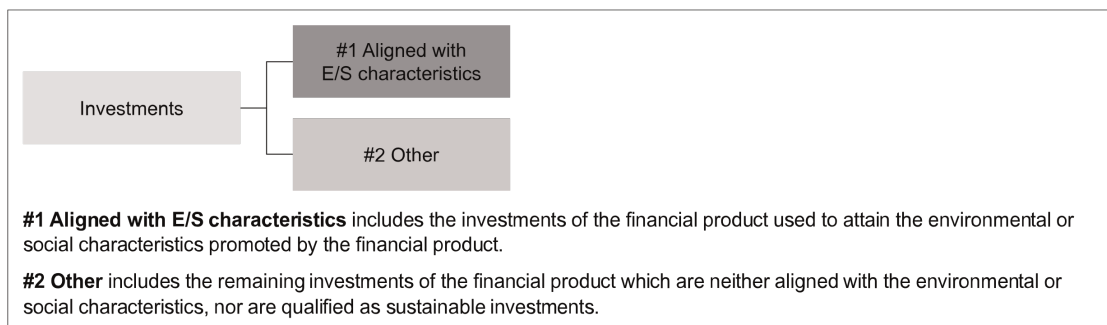 #1 Aligned with
E/S characteristics
Investments
#2 Other
#1 Aligned with E/S characteristics includes the investments of the financial product used to attain the environmental or
social characteristics promoted by the financial product.
#2 Other includes the remaining investments of the financial product which are neither aligned with the environmental or
social characteristics, nor are qualified as sustainable investments.